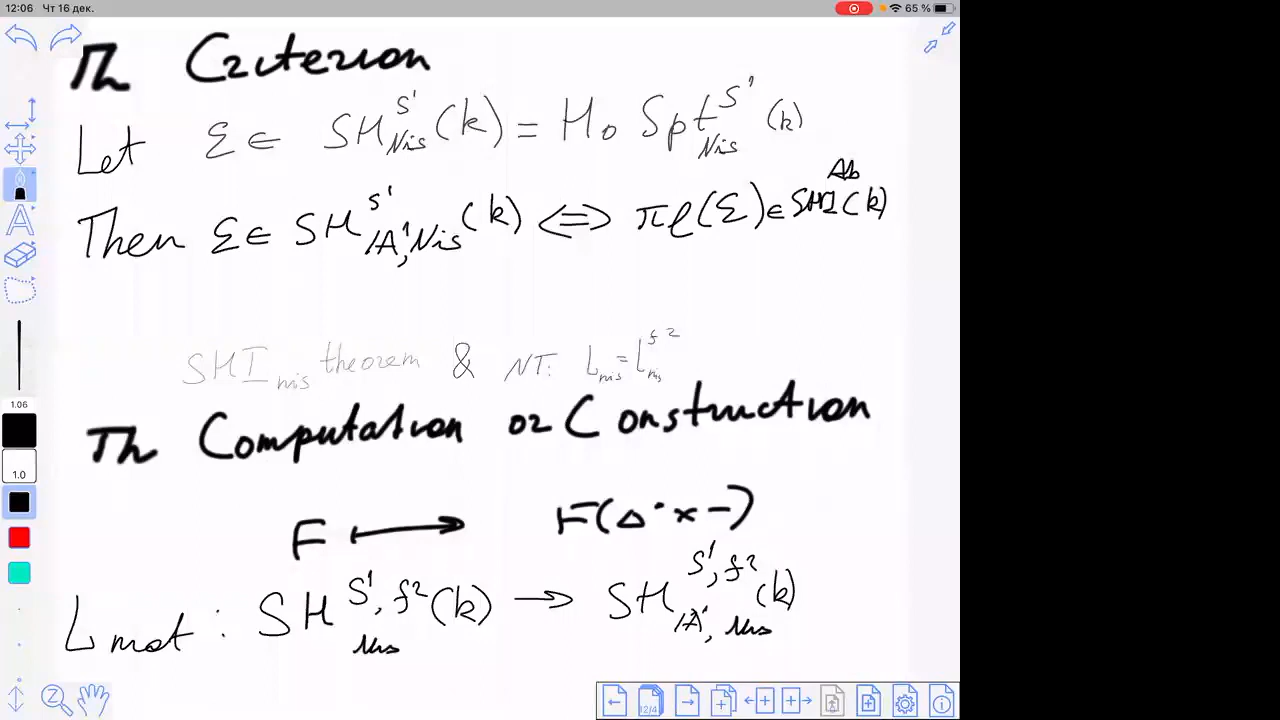 12:06 Чт 16 дек. 65 %
Th Criterion
Let ℰ ∈ SH^{S¹}_{Nis}(k) = Ho Spt^{S¹}_{Nis}(k)
Then ℰ ∈ SH^{S¹}_{𝔸¹,Nis}(k) ⟺ πℓ(ℰ) ∈ SHI^{Ab}(k)
SHI_{nis} theorem & NT: L_{nis} = L^{f2}_{nis}
Th Computation or Construction
F ⟼ F(Δ^• × −)
L mot : SH^{S¹,f2}_{Nis}(k) → SH^{S¹,f2}_{𝔸¹,Nis}(k)
1.06
1.0
12/4